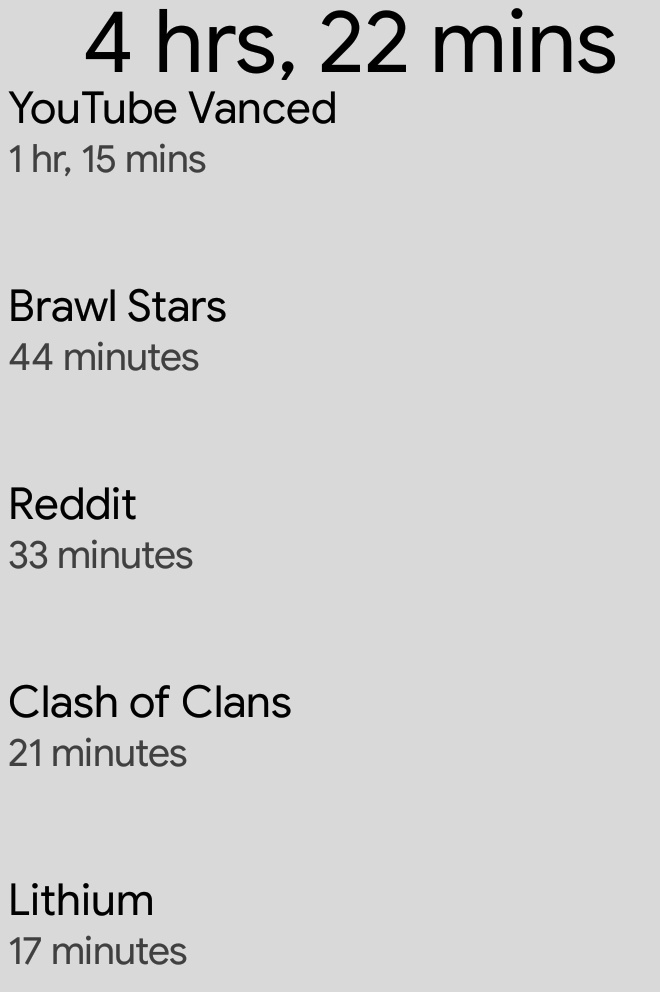 4 hrs, 22 mins
YouTube Vanced
1 hr, 15 mins
Brawl Stars
44 minutes
Reddit
33 minutes
Clash of Clans
21 minutes
Lithium
17 minutes